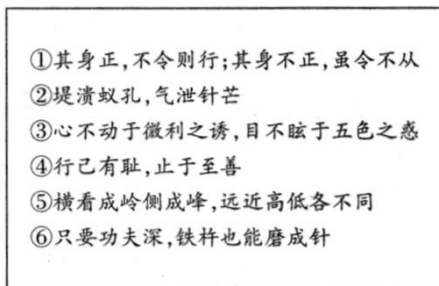 ①其身正,不令则行;其身不正,虽令不从
②堤溃蚁孔,气泄针芒
③心不动于微利之诱,目不眩于五色之惑
④行己有耻,止于至善
⑤横看成岭侧成峰,远近高低各不同
⑥只要功夫深,铁杵也能磨成针